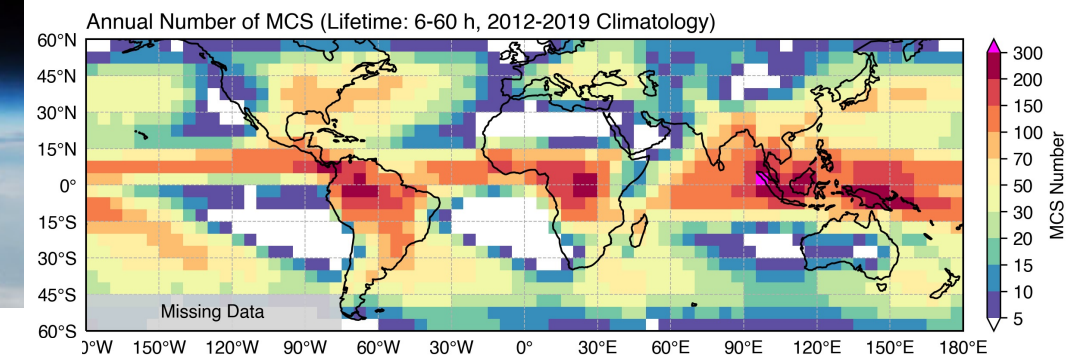 Annual Number of MCS (Lifetime: 6-60 h, 2012-2019 Climatology)
60°N
45°N
30°N
15°N
0°
15°S
30°S
45°S
60°S
Missing Data
0W 150°W 120°W 90°W 60°W 30°W 0° 30°E 60°E 90°E 120°E 150°E 180°
300
200
150
100
70
50
30
20
15
10
5
MCS Number